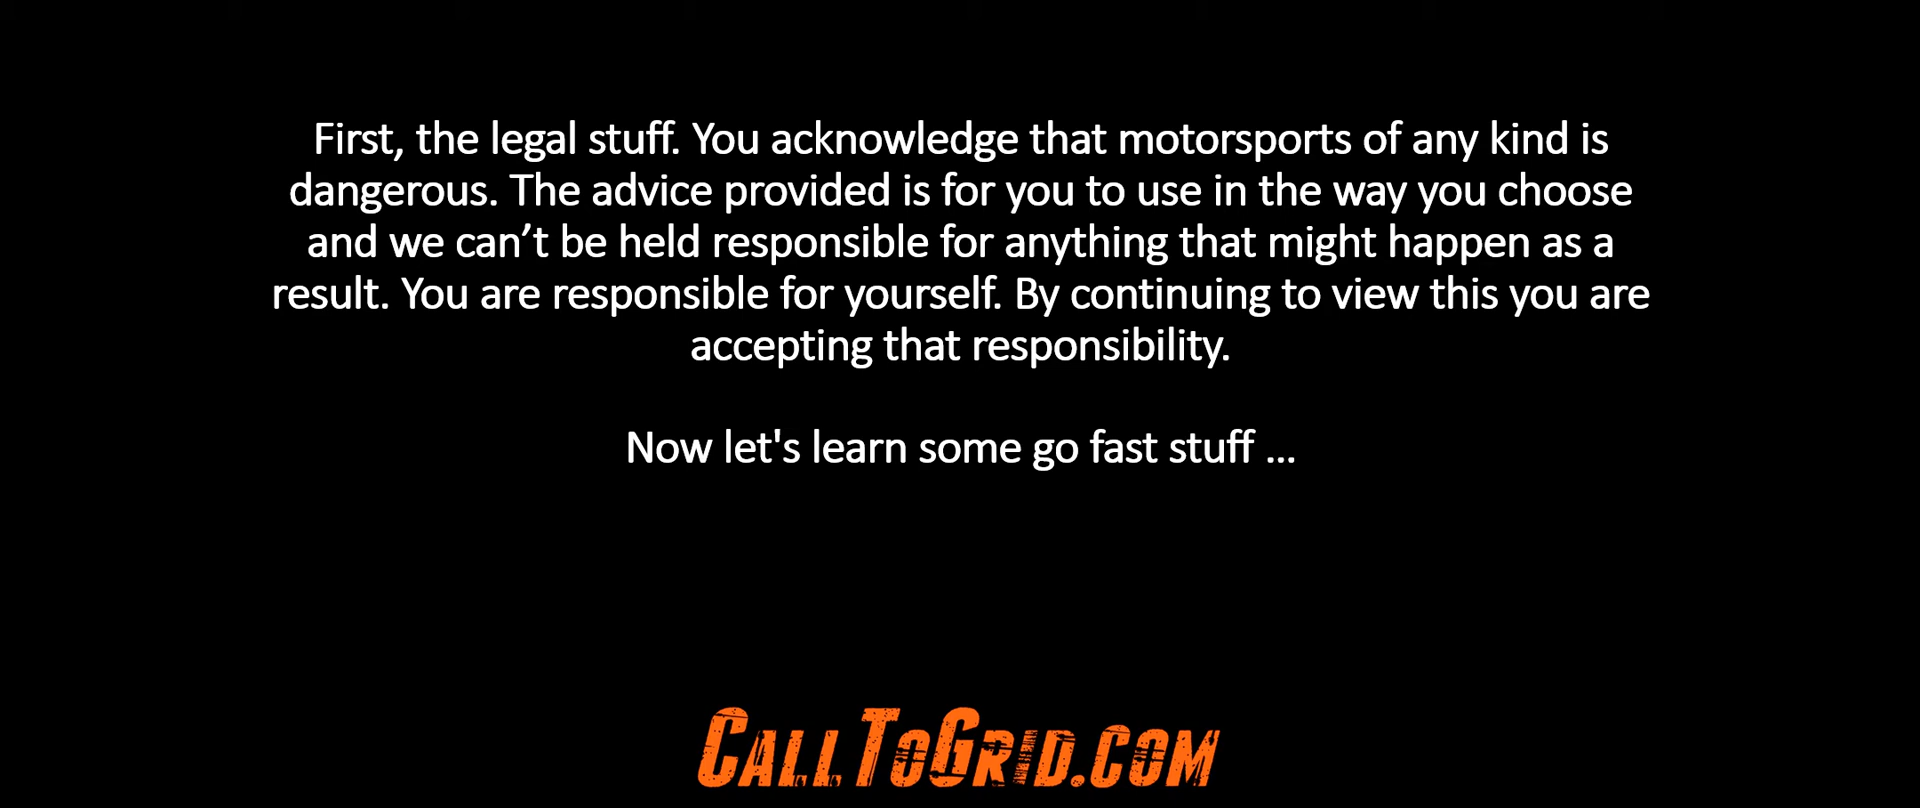 First, the legal stuff. You acknowledge that motorsports of any kind is
dangerous. The advice provided is for you to use in the way you choose
and we can’t be held responsible for anything that might happen as a
result. You are responsible for yourself. By continuing to view this you are
accepting that responsibility.
Now let's learn some go fast stuff ...
CallToGrid.com